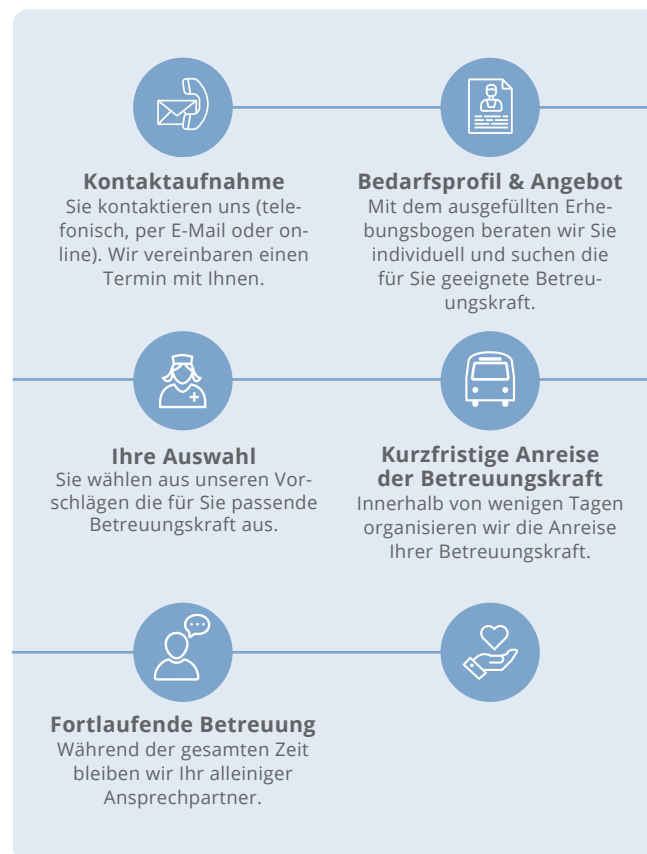 Kontaktaufnahme
Sie kontaktieren uns (tele-
fonisch, per E-Mail oder on-
line). Wir vereinbaren einen
Termin mit Ihnen.
Bedarfsprofil & Angebot
Mit dem ausgefüllten Erhe-
bungsbogen beraten wir Sie
individuell und suchen die
für Sie geeignete Betreu-
ungskraft.
Ihre Auswahl
Sie wählen aus unseren Vor-
schlägen die für Sie passende
Betreuungskraft aus.
Kurzfristige Anreise
der Betreuungskraft
Innerhalb von wenigen Tagen
organisieren wir die Anreise
Ihrer Betreuungskraft.
Fortlaufende Betreuung
Während der gesamten Zeit
bleiben wir Ihr alleiniger
Ansprechpartner.